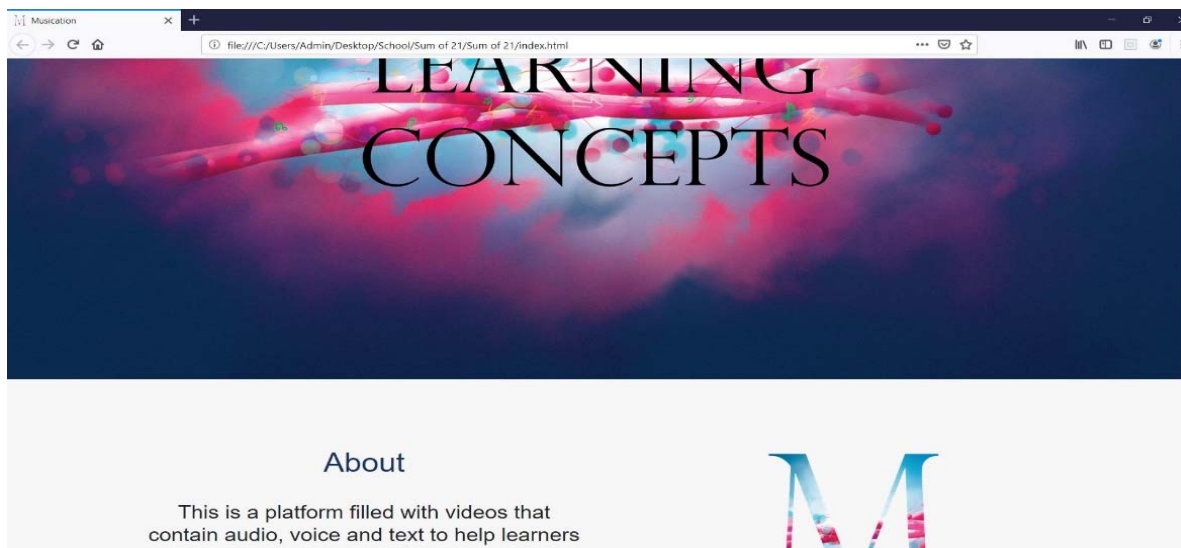 M Musication
file:///C:/Users/Admin/Desktop/School/Sum of 21/Sum of 21/index.html
LEARNING
CONCEPTS
About
This is a platform filled with videos that
contain audio, voice and text to help learners
M